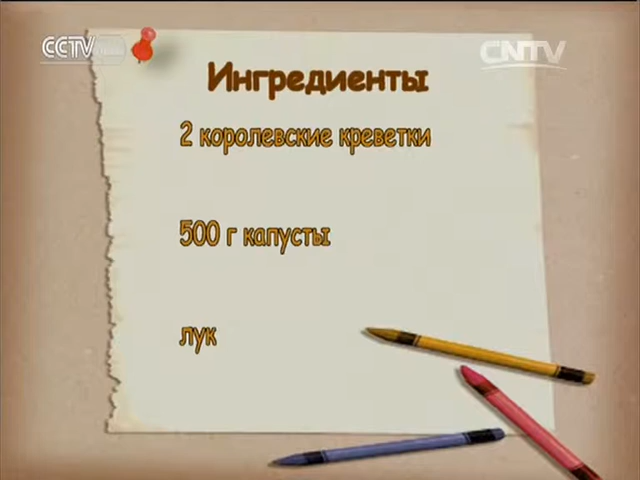 CCTV
CNTV
Ингредиенты
2 королевские креветки
500 г капусты
лук